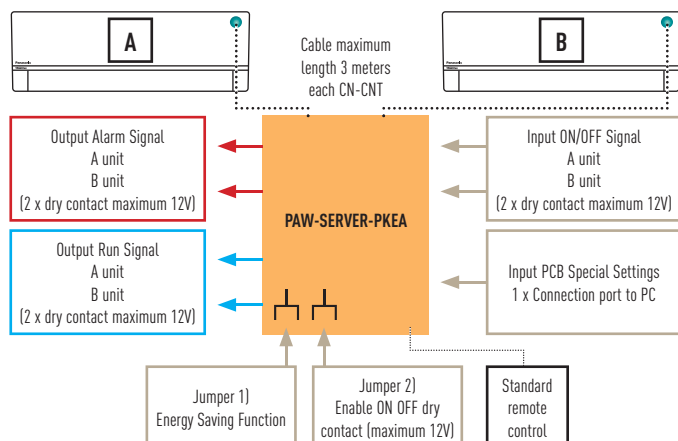 A
B
Panasonic
Panasonic
Cable maximum
length 3 meters
each CN-CNT
Output Alarm Signal
A unit
B unit
(2 x dry contact maximum 12V)
Input ON/OFF Signal
A unit
B unit
(2 x dry contact maximum 12V)
PAW-SERVER-PKEA
Output Run Signal
A unit
B unit
(2 x dry contact maximum 12V)
Input PCB Special Settings
1 x Connection port to PC
Jumper 1)
Energy Saving Function
Jumper 2)
Enable ON OFF dry
contact (maximum 12V)
Standard
remote
control